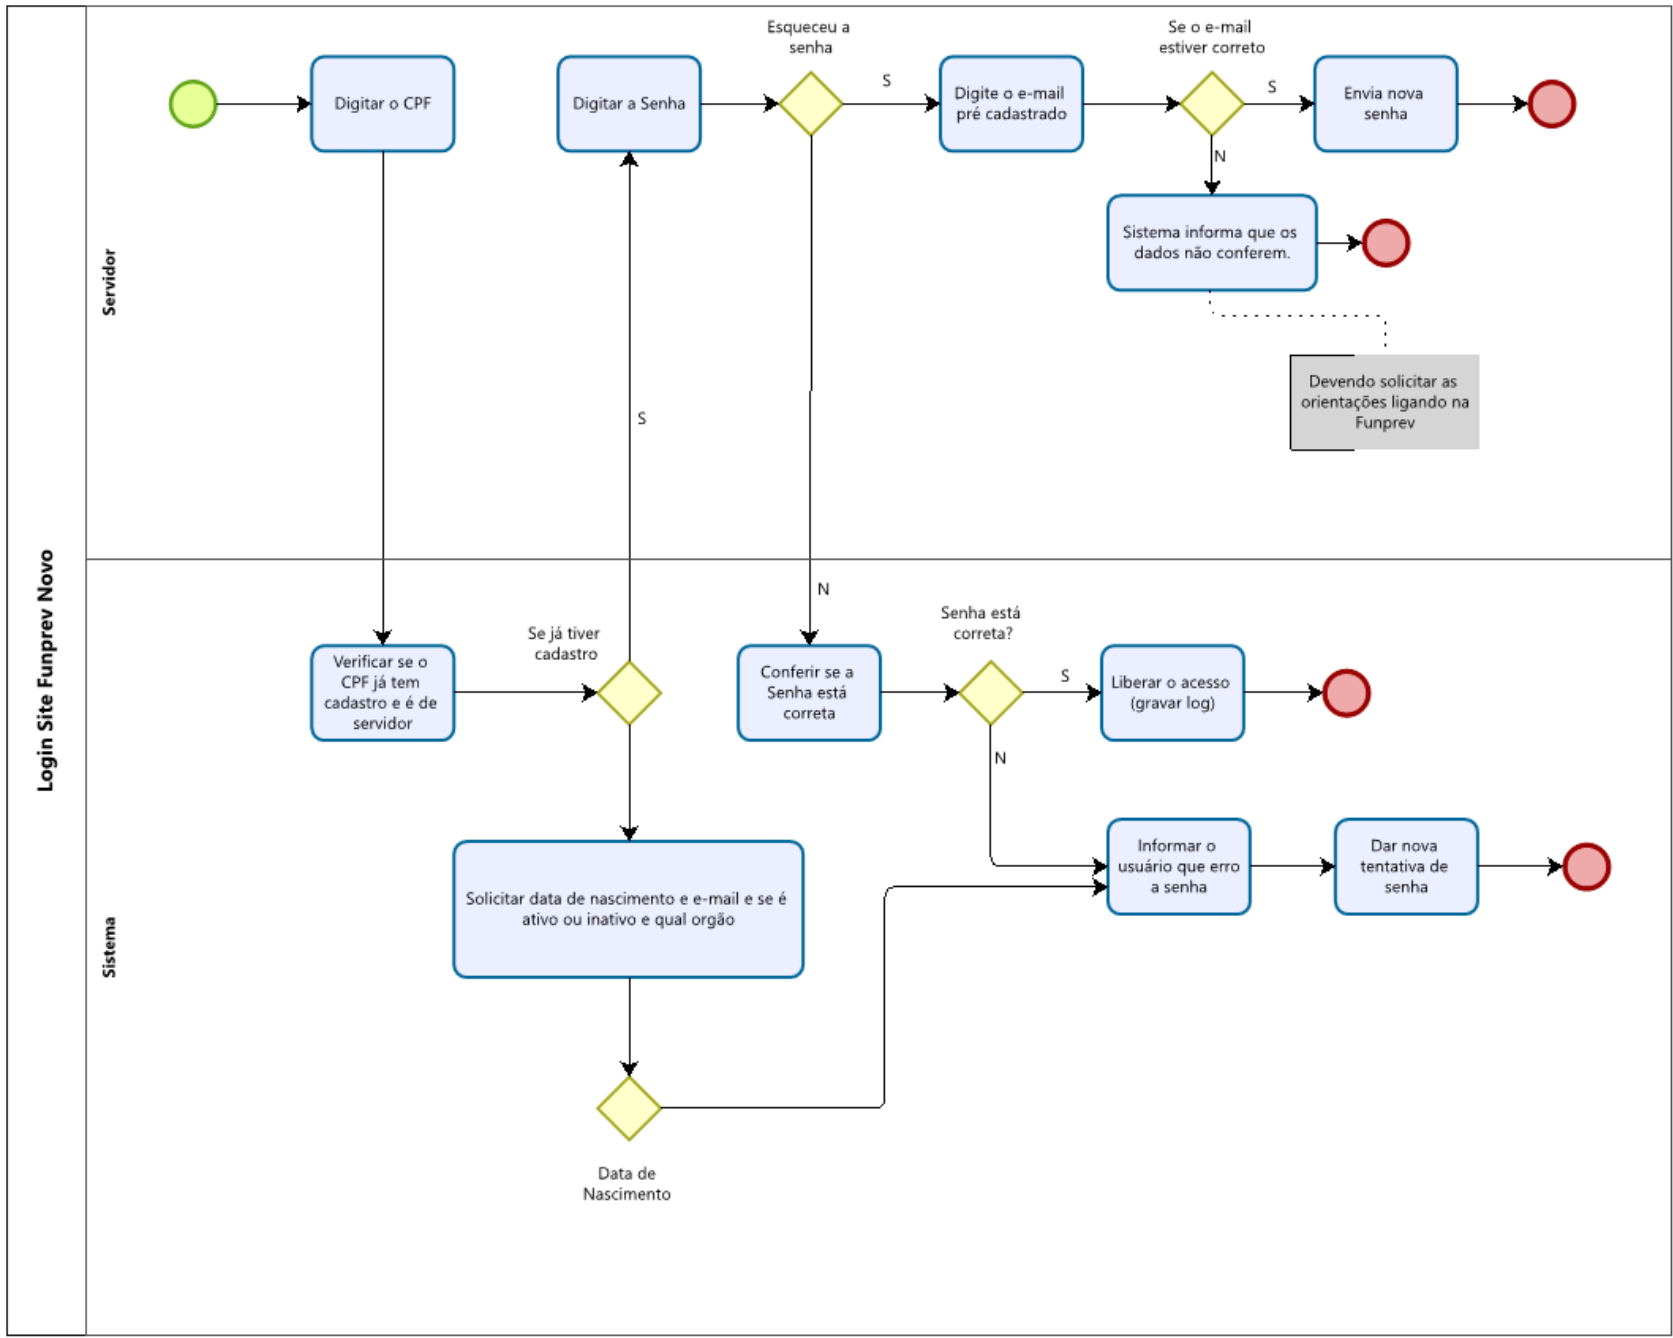 Login Site Funprev Novo
Servidor
Digitar o CPF
Digitar a Senha
Esqueceu a
senha
S
Digite o e-mail
pré cadastrado
Se o e-mail
estiver correto
S
Envia nova
senha
N
Sistema informa que os
dados não conferem.
Devendo solicitar as
orientações ligando na
Funprev
S
N
Sistema
Verificar se o
CPF já tem
cadastro e é de
servidor
Se já tiver
cadastro
Conferir se a
Senha está
correta
Senha está
correta?
S
Liberar o acesso
(gravar log)
N
Informar o
usuário que erro
a senha
Dar nova
tentativa de
senha
Solicitar data de nascimento e e-mail e se é
ativo ou inativo e qual orgão
Data de
Nascimento